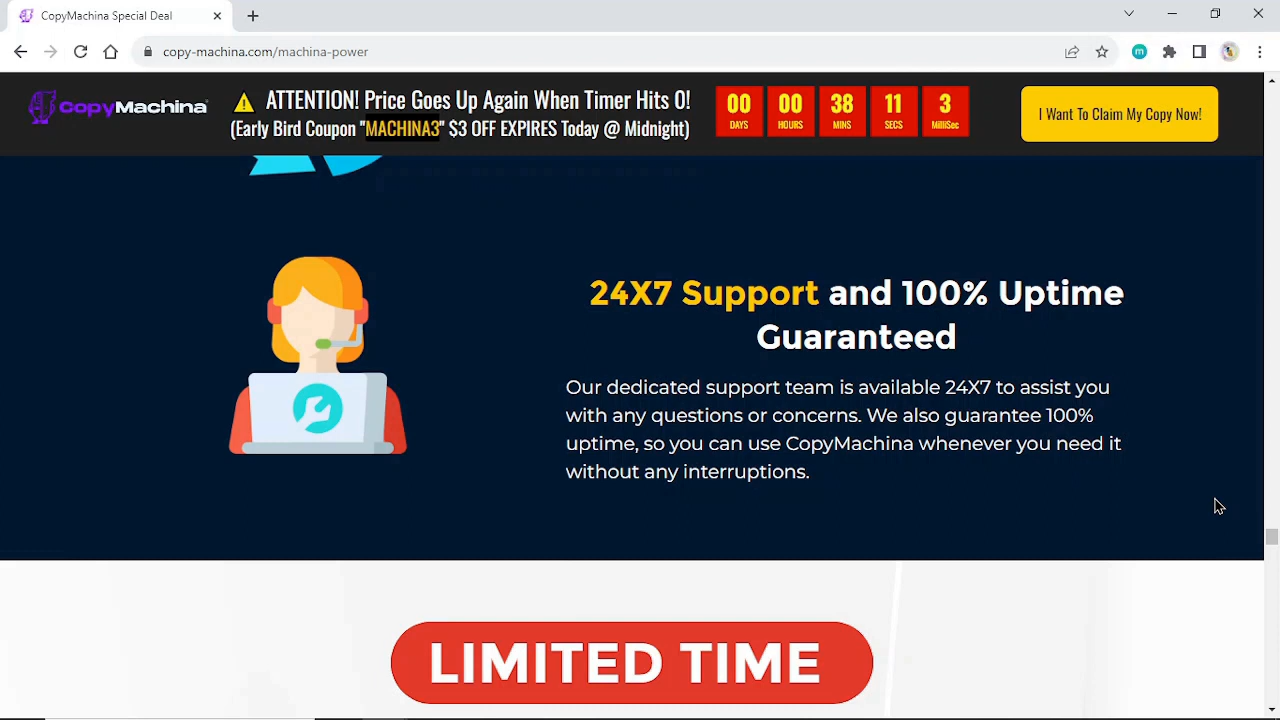 CopyMachina Special Deal
copy-machina.com/machina-power
m
CopyMachina
ATTENTION! Price Goes Up Again When Timer Hits 0!
(Early Bird Coupon "MACHINA3" $3 OFF EXPIRES Today @ Midnight)
00 00 38 11 3
DAYS HOURS MINS SECS MilliSec
I Want To Claim My Copy Now!
24X7 Support and 100% Uptime
Guaranteed
Our dedicated support team is available 24X7 to assist you
with any questions or concerns. We also guarantee 100%
uptime, so you can use CopyMachina whenever you need it
without any interruptions.
LIMITED TIME